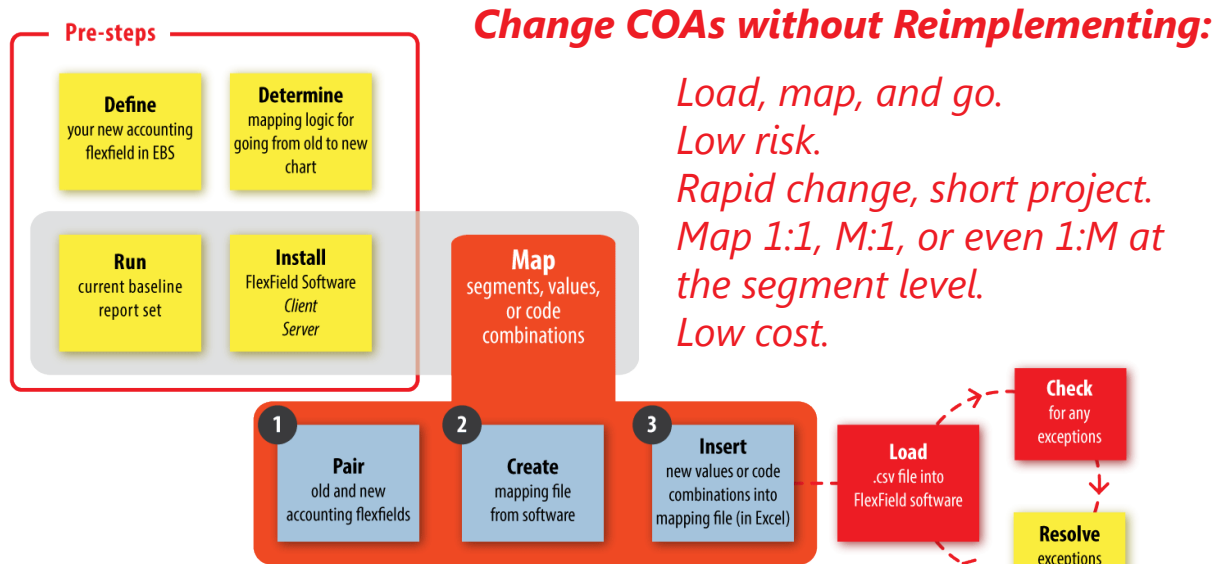 Change COAs without Reimplementing:
Pre-steps
Define
your new accounting
flexfield in EBS
Determine
mapping logic for
going from old to new
chart
Load, map, and go.
Low risk.
Rapid change, short project.
Map 1:1, M:1, or even 1:M at
the segment level.
Low cost.
Run
current baseline
report set
Install
FlexField Software
Client
Server
Map
segments, values,
or code
combinations
1
Pair
old and new
accounting flexfields
2
Create
mapping file
from software
3
Insert
new values or code
combinations into
mapping file (in Excel)
Load
.csv file into
FlexField software
Check
for any
exceptions
Resolve
exceptions